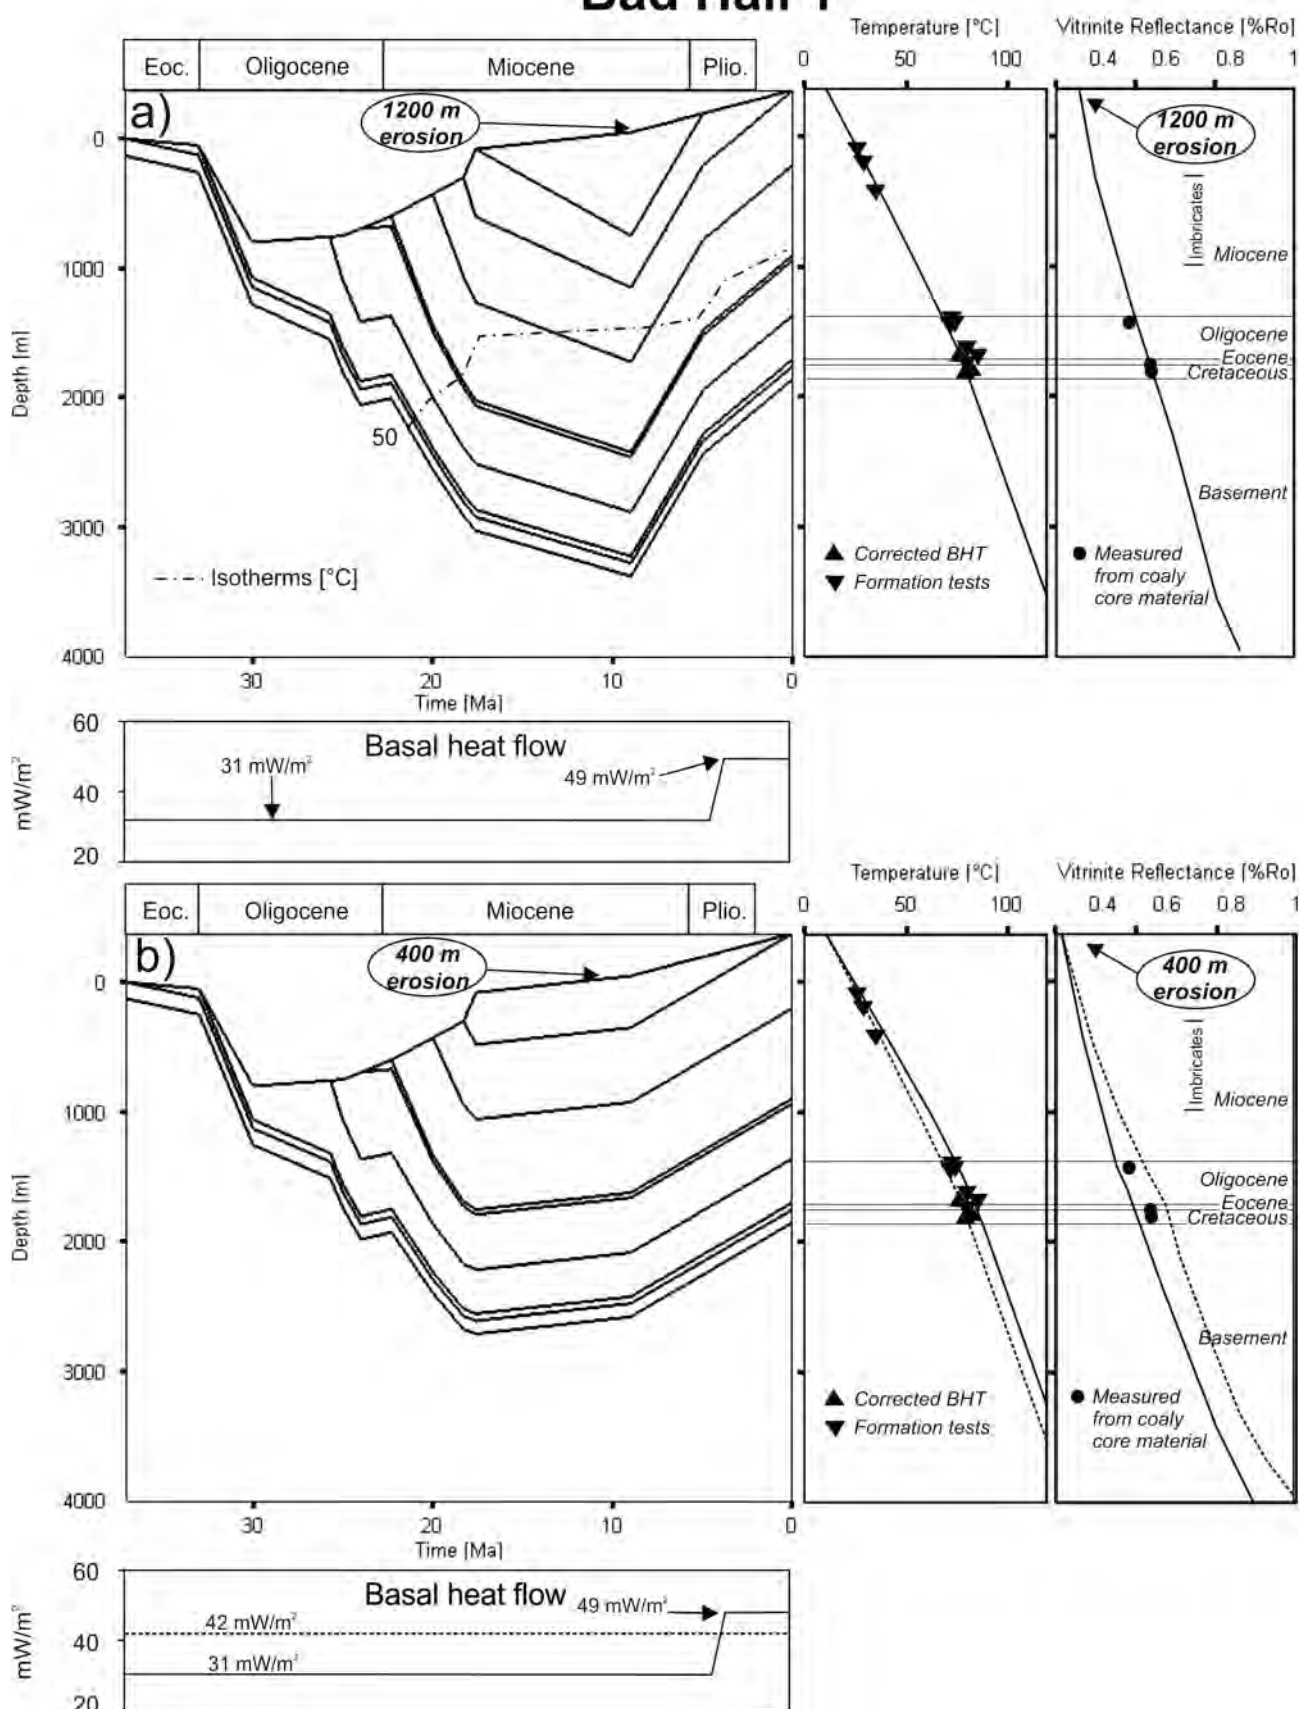 Bad Hall 1
Temperature [°C]
Vitrinite Reflectance [%Ro]
0
50
100
0.4
0.6
0.8
1
Eoc.
Oligocene
Miocene
Plio.
a)
1200 m
erosion
1200 m
erosion
0
1000
2000
3000
4000
Depth [m]
50
Isotherms [°C]
30
20
10
0
Time [Ma]
Imbricates
Miocene
Oligocene
Eocene
Cretaceous
Basement
Corrected BHT
Formation tests
Measured
from coaly
core material
60
40
20
mW/m²
Basal heat flow
31 mW/m²
49 mW/m²
Temperature [°C]
Vitrinite Reflectance [%Ro]
0
50
100
0.4
0.6
0.8
1
Eoc.
Oligocene
Miocene
Plio.
b)
400 m
erosion
400 m
erosion
0
1000
2000
3000
4000
Depth [m]
30
20
10
0
Time [Ma]
Imbricates
Miocene
Oligocene
Eocene
Cretaceous
Basement
Corrected BHT
Formation tests
Measured
from coaly
core material
60
40
20
mW/m²
Basal heat flow
49 mW/m²
42 mW/m²
31 mW/m²